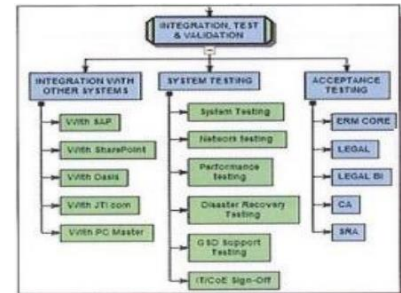 INTEGRATION, TEST
& VALIDATION
INTEGRATION WITH
OTHER SYSTEMS
With SAP
With SharePoint
With Oasis
With JTI.com
With PC Master
SYSTEM TESTING
System Testing
Network testing
Performance
testing
Disaster Recovery
Testing
GSD Support
Testing
IT/CoE Sign-Off
ACCEPTANCE
TESTING
ERM CORE
LEGAL
LEGAL BI
CA
SRA